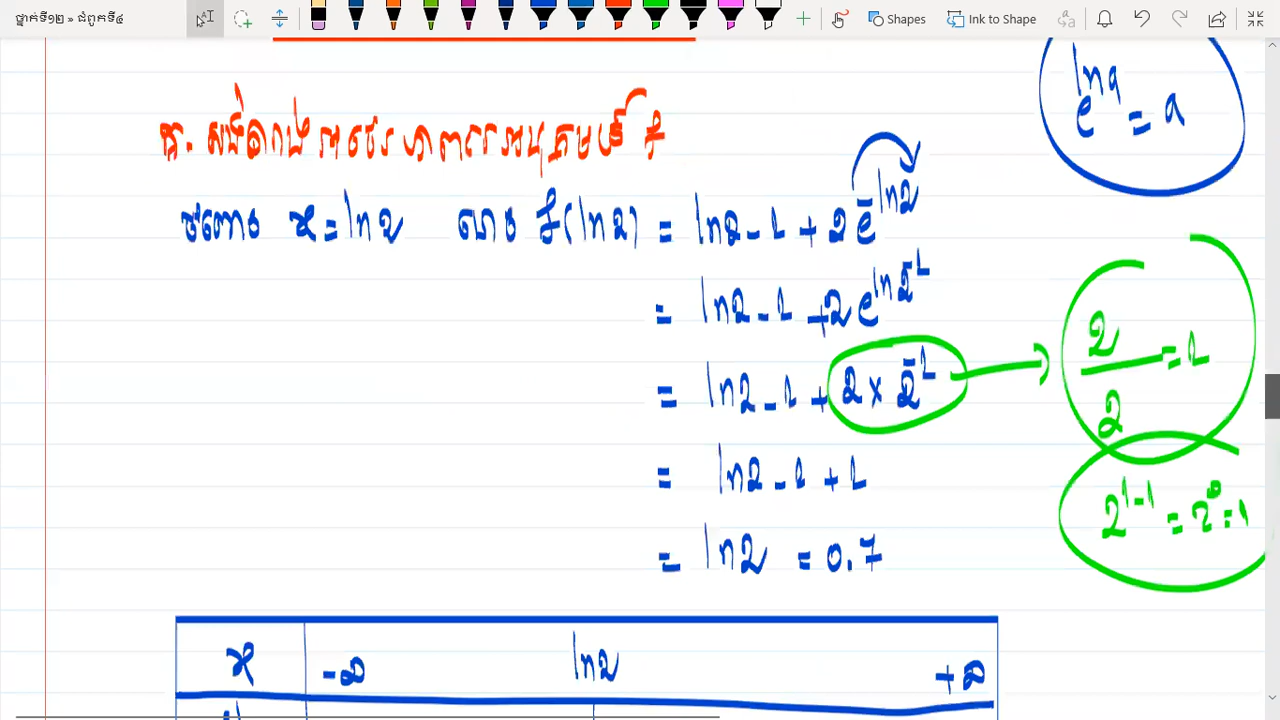 ថ្នាក់ទី១២ » ជំពូកទី៤
Shapes
Ink to Shape
e^{ln a} = a
ក. សង់តារាងអថេរភាពនៃអនុគមន៍ f
ចំពោះ x = ln2 នោះ f(ln2) = ln2 - 1 + 2e^{-ln2}
= ln2 - 1 + 2e^{ln2^{-1}}
= ln2 - 1 + 2 × 2^{-1} → 2/2 = 1
= ln2 - 1 + 1
2^{1-1} = 2^0 = 1
= ln2 = 0.7
x -∞ ln2 +∞